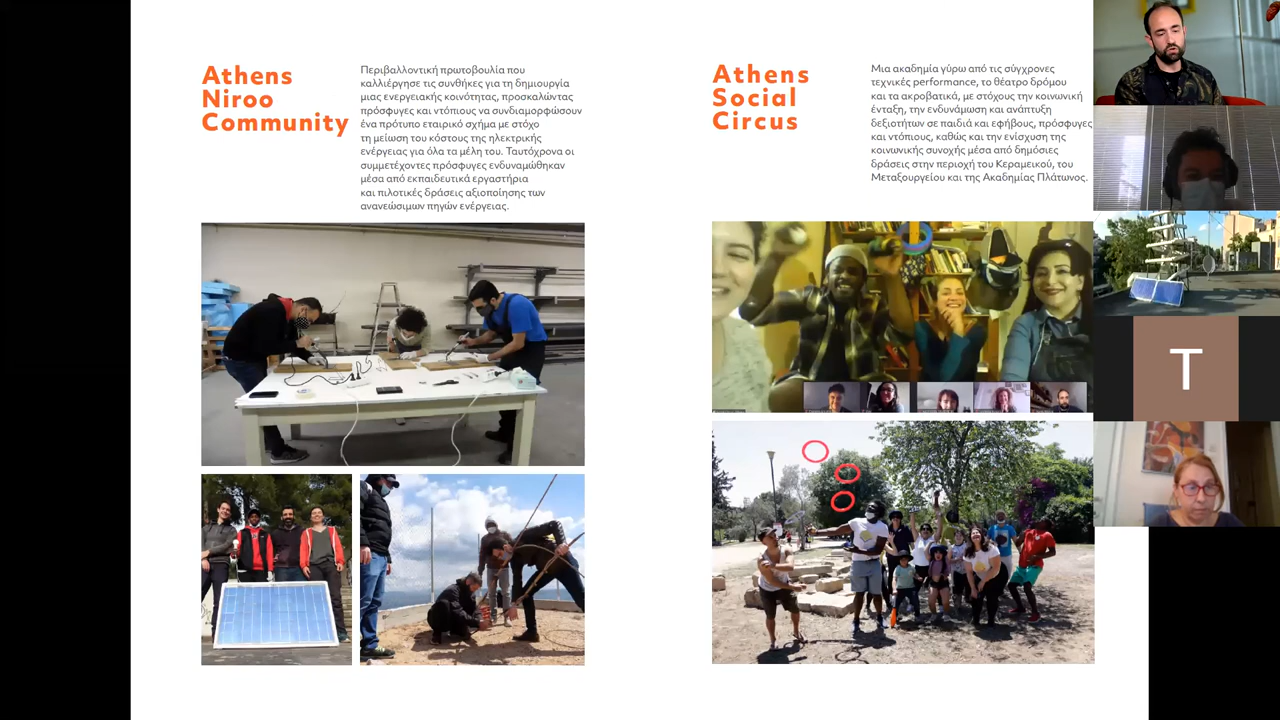 Athens
Niroo
Community
Περιβαλλοντική πρωτοβουλία που
καλλιέργησε τις συνθήκες για τη δημιουργία
μιας ενεργειακής κοινότητας, προσκαλώντας
πρόσφυγες και ντόπιους να συνδιαμορφώσουν
ένα πρότυπο εταιρικό σχήμα με στόχο
τη μείωση του κόστους της ηλεκτρικής
ενέργειας για όλα τα μέλη του. Ταυτόχρονα οι
συμμετέχοντες πρόσφυγες ενδυναμώθηκαν
μέσα από εκπαιδευτικά εργαστήρια
και πιλοτικές δράσεις αξιοποίησης των
ανανεώσιμων πηγών ενέργειας.
Athens
Social
Circus
Μια ακαδημία γύρω από τις σύγχρονες
τεχνικές performance, το θέατρο δρόμου
και τα ακροβατικά, με στόχους την κοινωνική
ένταξη, την ενδυνάμωση και ανάπτυξη
δεξιοτήτων σε παιδιά και εφήβους, πρόσφυγες
και ντόπιους, καθώς και την ενίσχυση της
κοινωνικής συνοχής μέσα από δημόσιες
δράσεις στην περιοχή του Κεραμεικού, του
Μεταξουργείου και της Ακαδημίας Πλάτωνος.
T